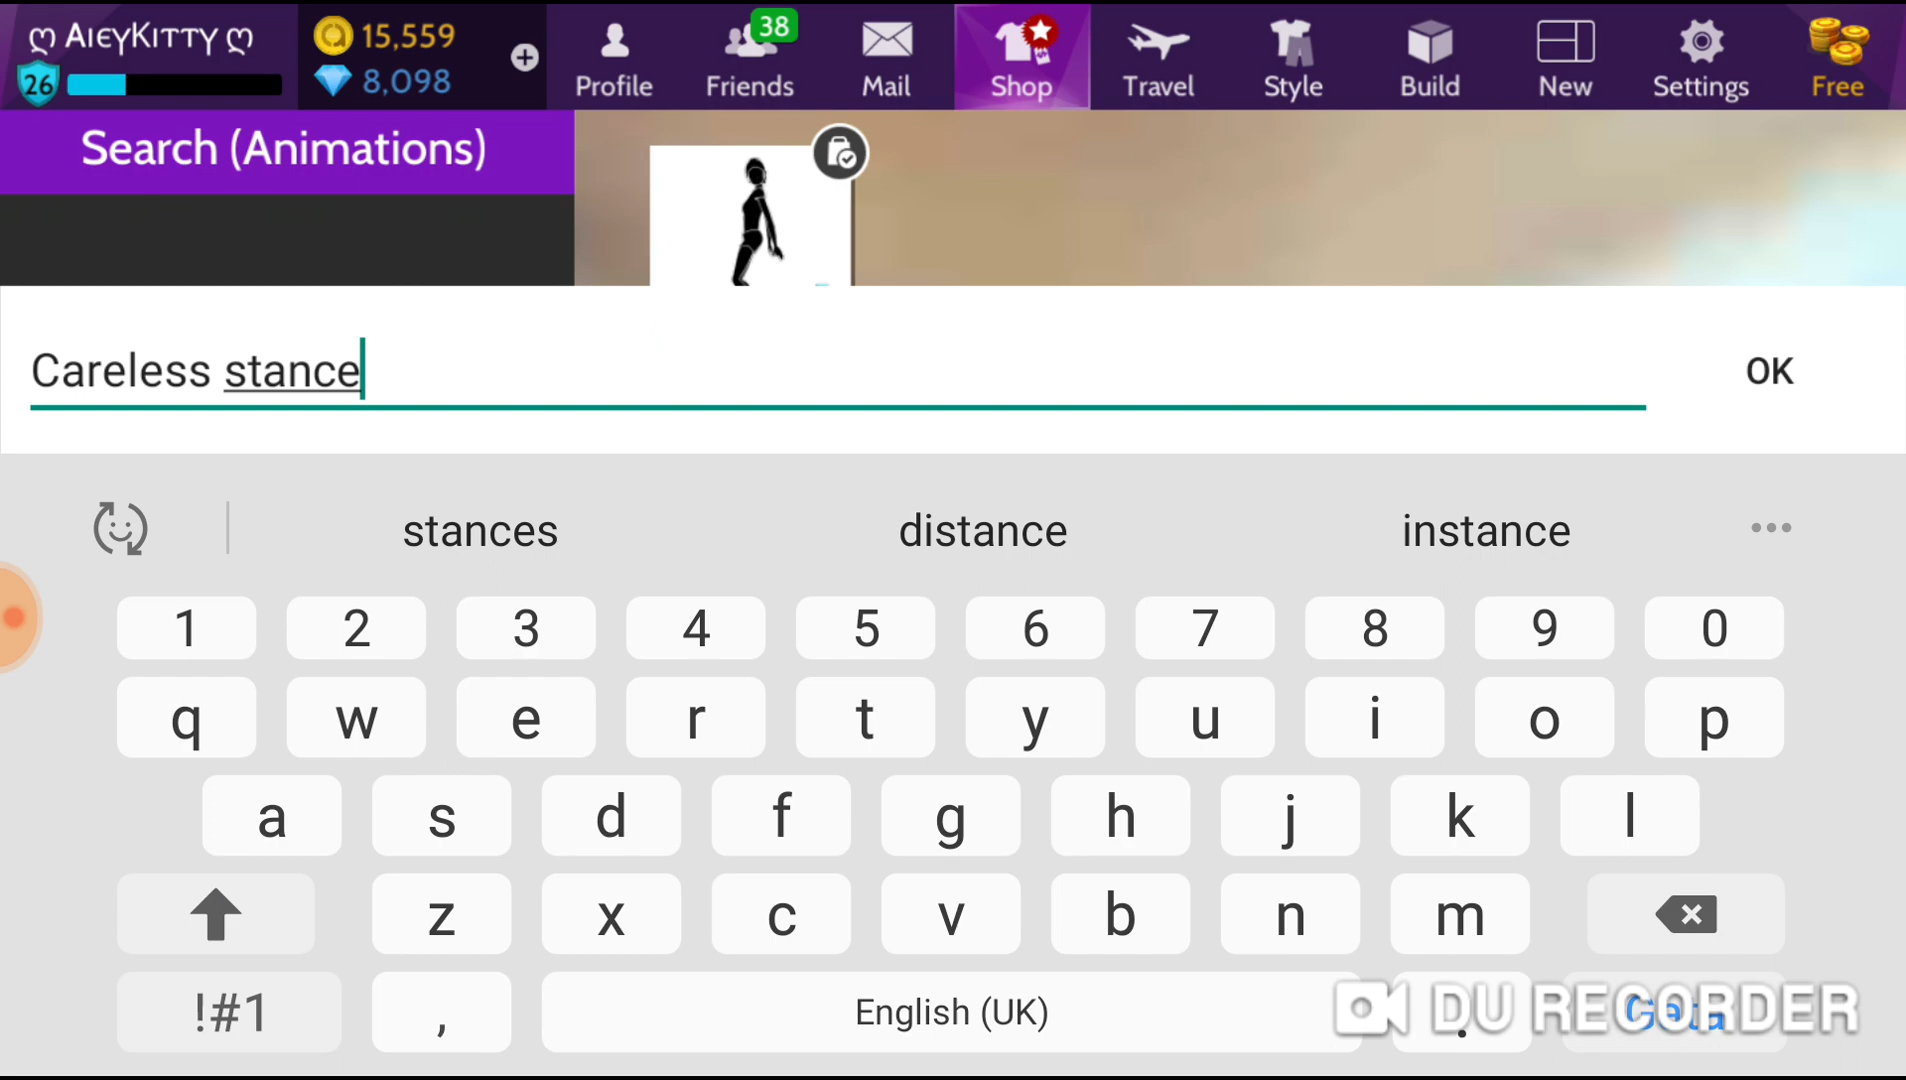 ღ AιєуKιтту ღ
26
15,559
8,098
Profile
38
Friends
Mail
Shop
Travel
Style
Build
New
Settings
Free
Search (Animations)
Careless stance
OK
stances distance instance
1 2 3 4 5 6 7 8 9 0
q w e r t y u i o p
a s d f g h j k l
z x c v b n m
!#1 , English (UK) .
DU RECORDER